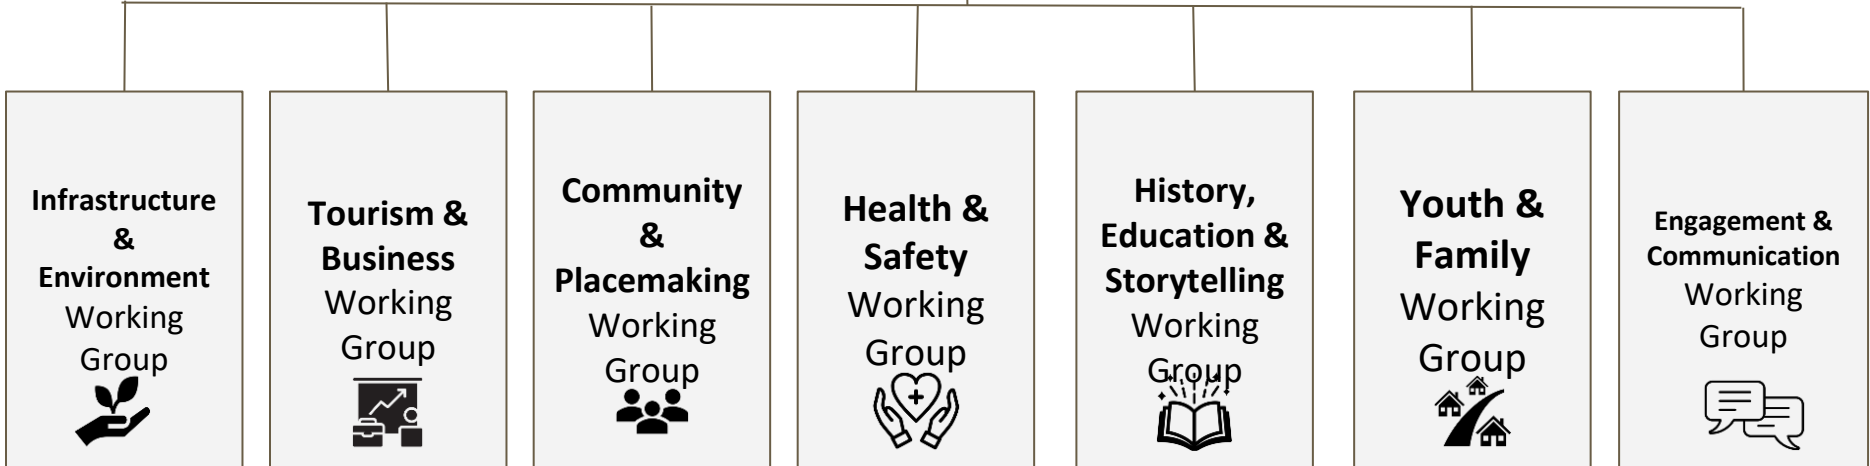 Infrastructure
&
Environment
Working
Group
Tourism &
Business
Working
Group
Community
&
Placemaking
Working
Group
Health &
Safety
Working
Group
History,
Education &
Storytelling
Working
Group
Youth &
Family
Working
Group
Engagement &
Communication
Working
Group